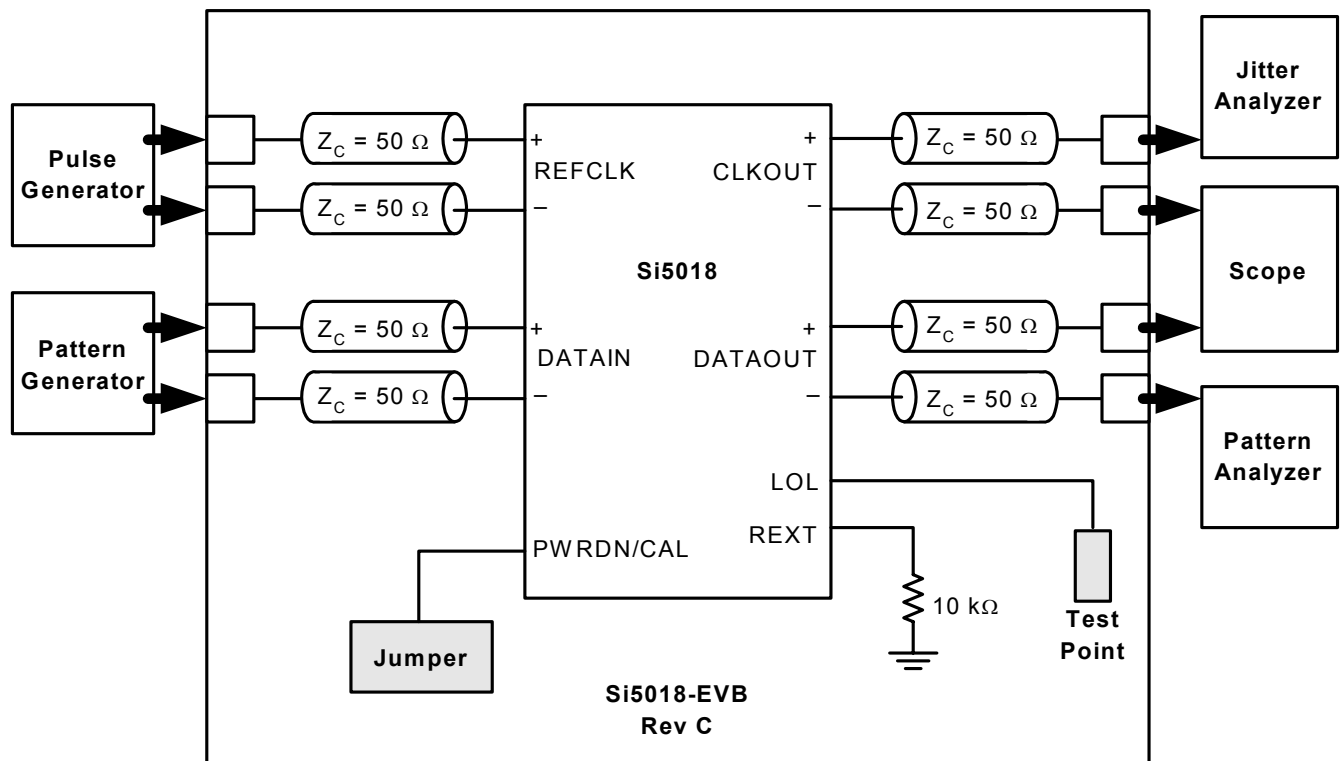 Jitter
Analyzer
Pulse
Generator
Z_C = 50 Ω
+
REFCLK
Z_C = 50 Ω
–
+
CLKOUT
Z_C = 50 Ω
–
Z_C = 50 Ω
Si5018
Scope
Pattern
Generator
Z_C = 50 Ω
+
DATAIN
Z_C = 50 Ω
–
+
DATAOUT
Z_C = 50 Ω
–
Z_C = 50 Ω
Pattern
Analyzer
LOL
REXT
PWRDN/CAL
10 kΩ
Test
Point
Jumper
Si5018-EVB
Rev C